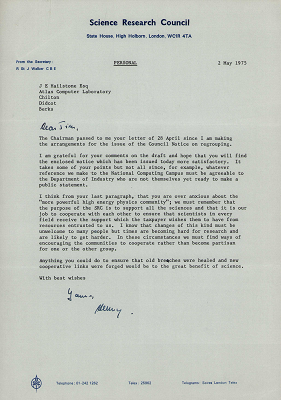 Science Research Council
State House, High Holborn, London, WC1R 4TA
From the Secretary:
R St J Walker CBE
PERSONAL
2 May 1975
J E Hailstone Esq
Atlas Computer Laboratory
Chilton
Didcot
Berks
The Chairman passed to me your letter of 28 April since I am making
the arrangements for the issue of the Council Notice on regrouping.
I am grateful for your comments on the draft and hope that you will find
the enclosed notice which has been issued today more satisfactory. It
takes some of your points but not all since, for example, whatever
reference we make to the National Computing Campus must be agreeable to
the Department of Industry who are not themselves yet ready to make a
public statement.
I think from your last paragraph, that you are over anxious about the
"more powerful high energy physics community"; we must remember that
the purpose of the SRC is to support all the sciences and that it is our
job to cooperate with each other to ensure that scientists in every
field receive the support which the taxpayer wishes them to have from
resources entrusted to us. I know that changes of this kind must be
unwelcome to many people but times are becoming hard for research and
are likely to get harder. In these circumstances we must find ways of
encouraging the communities to cooperate rather than become partisan
for one or the other group.
Anything you could do to ensure that old breaches were healed and new
cooperative links were forged would be to the great benefit of science.
With best wishes
Yours,
SRC
Telephone: 01-242 1262
Telex: 25902
Telegrams: Scires London Telex